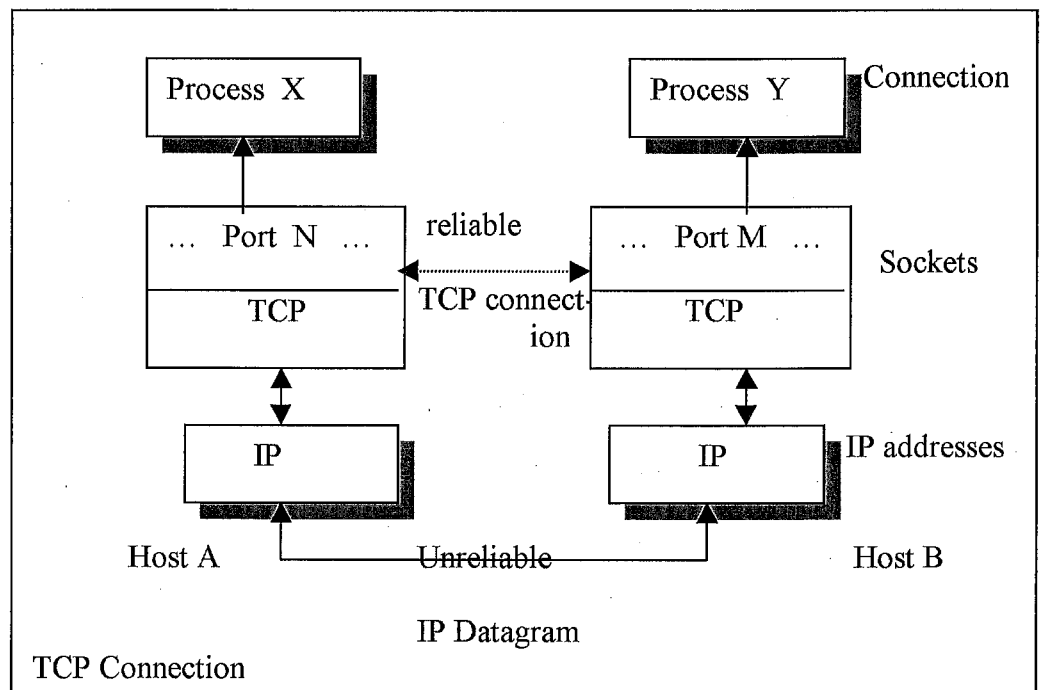 Process X
Process Y
Connection
... Port N ...
reliable
... Port M ...
Sockets
TCP
TCP connect-
ion
TCP
IP
IP
IP addresses
Host A
Unreliable
Host B
IP Datagram
TCP Connection